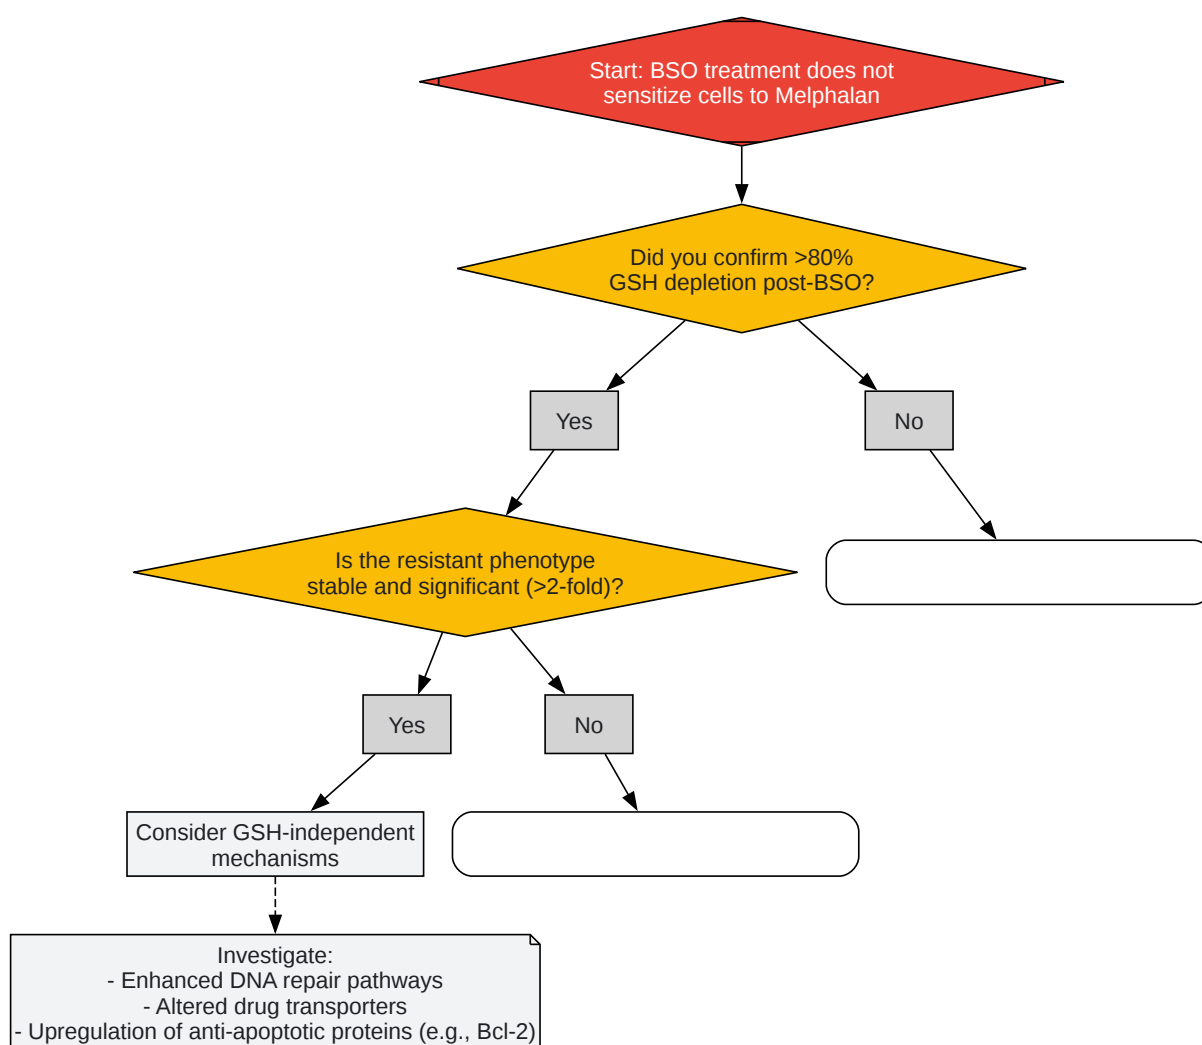 Start: BSO treatment does not
sensitize cells to Melphalan
Did you confirm >80%
GSH depletion post-BSO?
Yes
No
Is the resistant phenotype
stable and significant (>2-fold)?
Yes
No
Consider GSH-independent
mechanisms
Investigate:
- Enhanced DNA repair pathways
- Altered drug transporters
- Upregulation of anti-apoptotic proteins (e.g., Bcl-2)